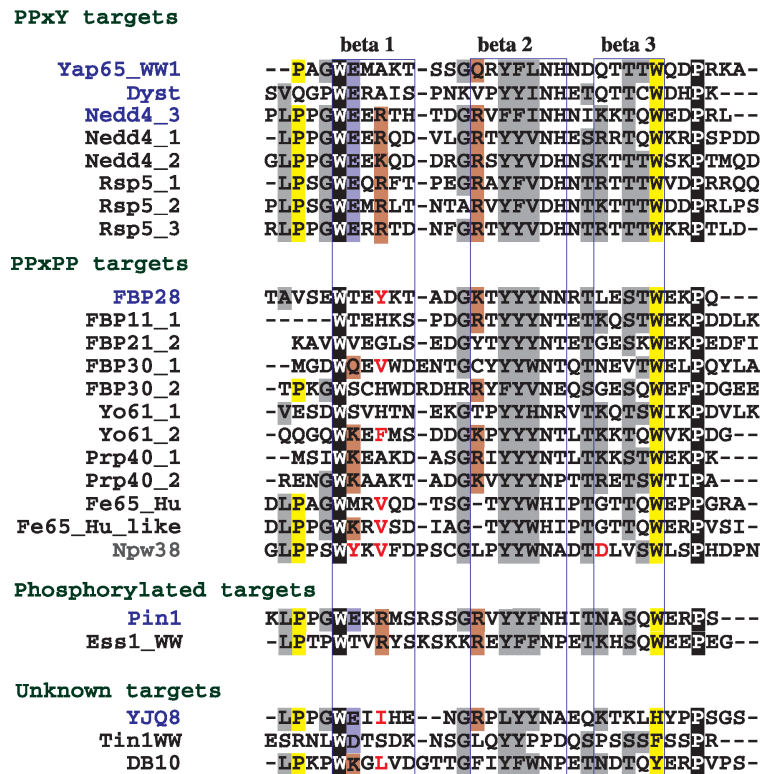 PPxY targets
beta 1 beta 2 beta 3
Yap65_WW1 --PAGWEMAKT-SSGQRYFLNHNDQTTTWQDPRKA-
Dyst SVQGPWERAIS-PNKVPYYINHETQTTCWDHPK---
Nedd4_3 PLPPGWEERTH-TDGRVFFINHNIKKTQWEDPRL--
Nedd4_1 -LPPGWEERQD-VLGRTYYVNHESRRTQWKRPSPDD
Nedd4_2 GLPPGWEEKQD-DRGRSYYVDHNSKTTTWSKPTMQD
Rsp5_1 -LPSGWEQRFT-PEGRAYFVDHNTRTTTWVDPRRQQ
Rsp5_2 PLPSGWEMRLT-NTARVYFVDHNTKTTTWDDPRLPS
Rsp5_3 RLPPGWERRTD-NFGRTYYVDHNTRTTTWKRPTLD-
PPxPP targets
FBP28 TAVSEWTEYKT-ADGKTYYYNNRTLESTWEKPQ---
FBP11_1 -----WTEHKS-PDGRTYYYNTETKQSTWEKPDDLK
FBP21_2 KAVWVEGLS-EDGYTYYYNTETGESKWEKPEDFI
FBP30_1 --MGDWQEVWDENTGCYYYWNTQTNEVTWELPQYLA
FBP30_2 -TPKGWSCHWDRDHRRYFYVNEQSGESQWEFPDGEE
Yo61_1 -VESDWSVHTN-EKGTPYYHNRVTKQTSWIKPDVLK
Yo61_2 -QQGQWKEFMS-DDGKPYYYNTLTKKTQWVKPDG--
Prp40_1 --MSIWKEAKD-ASGRIYYYNTLTKKSTWEKPK---
Prp40_2 -RENGWKAAKT-ADGKVYYYNPTTRETSWTIPA---
Fe65_Hu DLPAGWMRVQD-TSG-TYYWHIPTGTTQWEPPGRA-
Fe65_Hu_like DLPPGWKRVSD-IAG-TYYWHIPTGTTQWERPVSI-
Npw38 GLPPSWYKVFDPSCGLPYYWNADTDLVSWLSPHDPN
Phosphorylated targets
Pin1 KLPPGWEKRMSRSSGRVYYFNHITNASQWERPS--
Ess1_WW -LPTPWTVRYSKSKKREYFFNPETKHSQWEEPEG--
Unknown targets
YJQ8 -LPPGWEIIHE--NGRPLYYNAEQKTKLHYPPSGS-
Tin1WW ESRNLWDTSDK-NSGLQYYPPDQSPSSSFSSPR---
DB10 -LPKPWKGLVDGTTGFIYFWNPETNDTQYERPVPS-